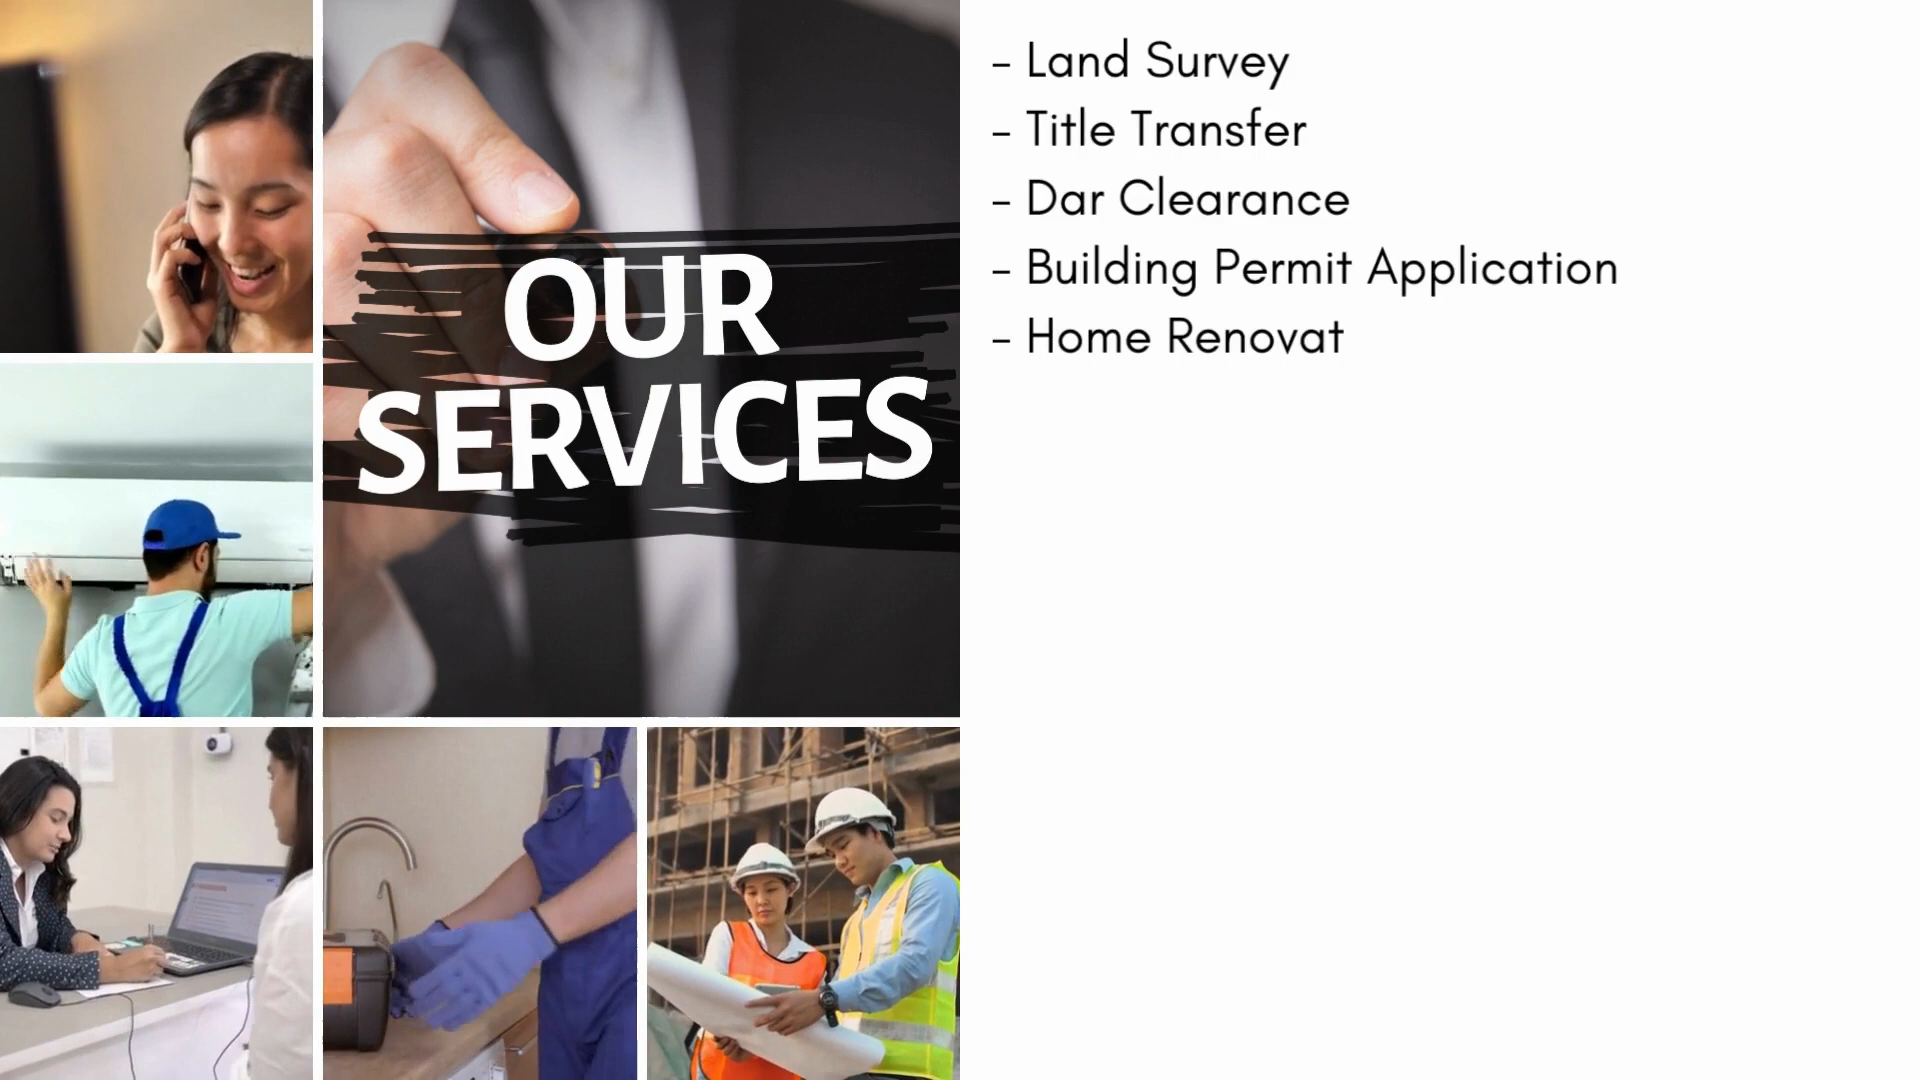 OUR
SERVICES
- Land Survey
- Title Transfer
- Dar Clearance
- Building Permit Application
- Home Renovat